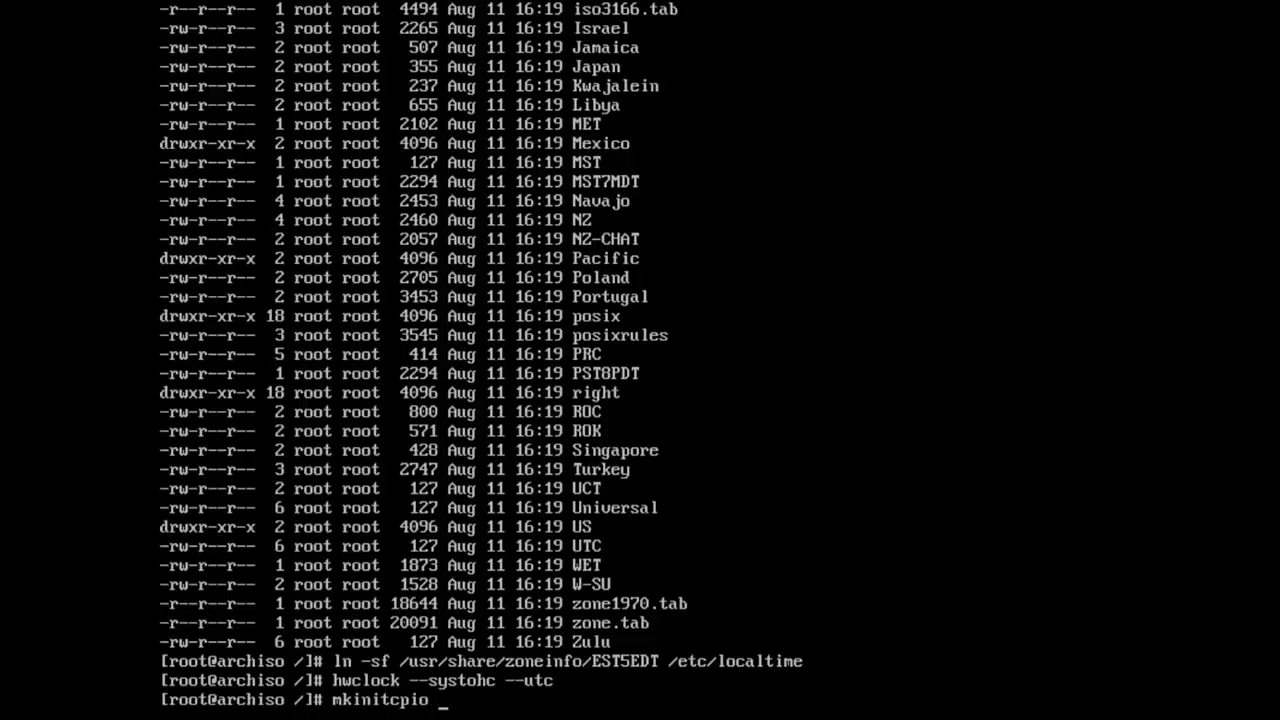 -r--r--r-- 1 root root 4494 Aug 11 16:19 iso3166.tab
-rw-r--r-- 3 root root 2265 Aug 11 16:19 Israel
-rw-r--r-- 2 root root 507 Aug 11 16:19 Jamaica
-rw-r--r-- 2 root root 355 Aug 11 16:19 Japan
-rw-r--r-- 2 root root 237 Aug 11 16:19 Kwajalein
-rw-r--r-- 2 root root 655 Aug 11 16:19 Libya
-rw-r--r-- 1 root root 2102 Aug 11 16:19 MET
drwxr-xr-x 2 root root 4096 Aug 11 16:19 Mexico
-rw-r--r-- 1 root root 127 Aug 11 16:19 MST
-rw-r--r-- 1 root root 2294 Aug 11 16:19 MST7MDT
-rw-r--r-- 4 root root 2453 Aug 11 16:19 Navajo
-rw-r--r-- 4 root root 2460 Aug 11 16:19 NZ
-rw-r--r-- 2 root root 2057 Aug 11 16:19 NZ-CHAT
drwxr-xr-x 2 root root 4096 Aug 11 16:19 Pacific
-rw-r--r-- 2 root root 2705 Aug 11 16:19 Poland
-rw-r--r-- 2 root root 3453 Aug 11 16:19 Portugal
drwxr-xr-x 18 root root 4096 Aug 11 16:19 posix
-rw-r--r-- 3 root root 3545 Aug 11 16:19 posixrules
-rw-r--r-- 5 root root 414 Aug 11 16:19 PRC
-rw-r--r-- 1 root root 2294 Aug 11 16:19 PST8PDT
drwxr-xr-x 18 root root 4096 Aug 11 16:19 right
-rw-r--r-- 2 root root 800 Aug 11 16:19 ROC
-rw-r--r-- 2 root root 571 Aug 11 16:19 ROK
-rw-r--r-- 2 root root 428 Aug 11 16:19 Singapore
-rw-r--r-- 3 root root 2747 Aug 11 16:19 Turkey
-rw-r--r-- 2 root root 127 Aug 11 16:19 UCT
-rw-r--r-- 6 root root 127 Aug 11 16:19 Universal
drwxr-xr-x 2 root root 4096 Aug 11 16:19 US
-rw-r--r-- 6 root root 127 Aug 11 16:19 UTC
-rw-r--r-- 1 root root 1873 Aug 11 16:19 WET
-rw-r--r-- 2 root root 1528 Aug 11 16:19 W-SU
-r--r--r-- 1 root root 18644 Aug 11 16:19 zone1970.tab
-r--r--r-- 1 root root 20091 Aug 11 16:19 zone.tab
-rw-r--r-- 6 root root 127 Aug 11 16:19 Zulu
[root@archiso /]# ln -sf /usr/share/zoneinfo/EST5EDT /etc/localtime
[root@archiso /]# hwclock --systohc --utc
[root@archiso /]# mkinitcpio _